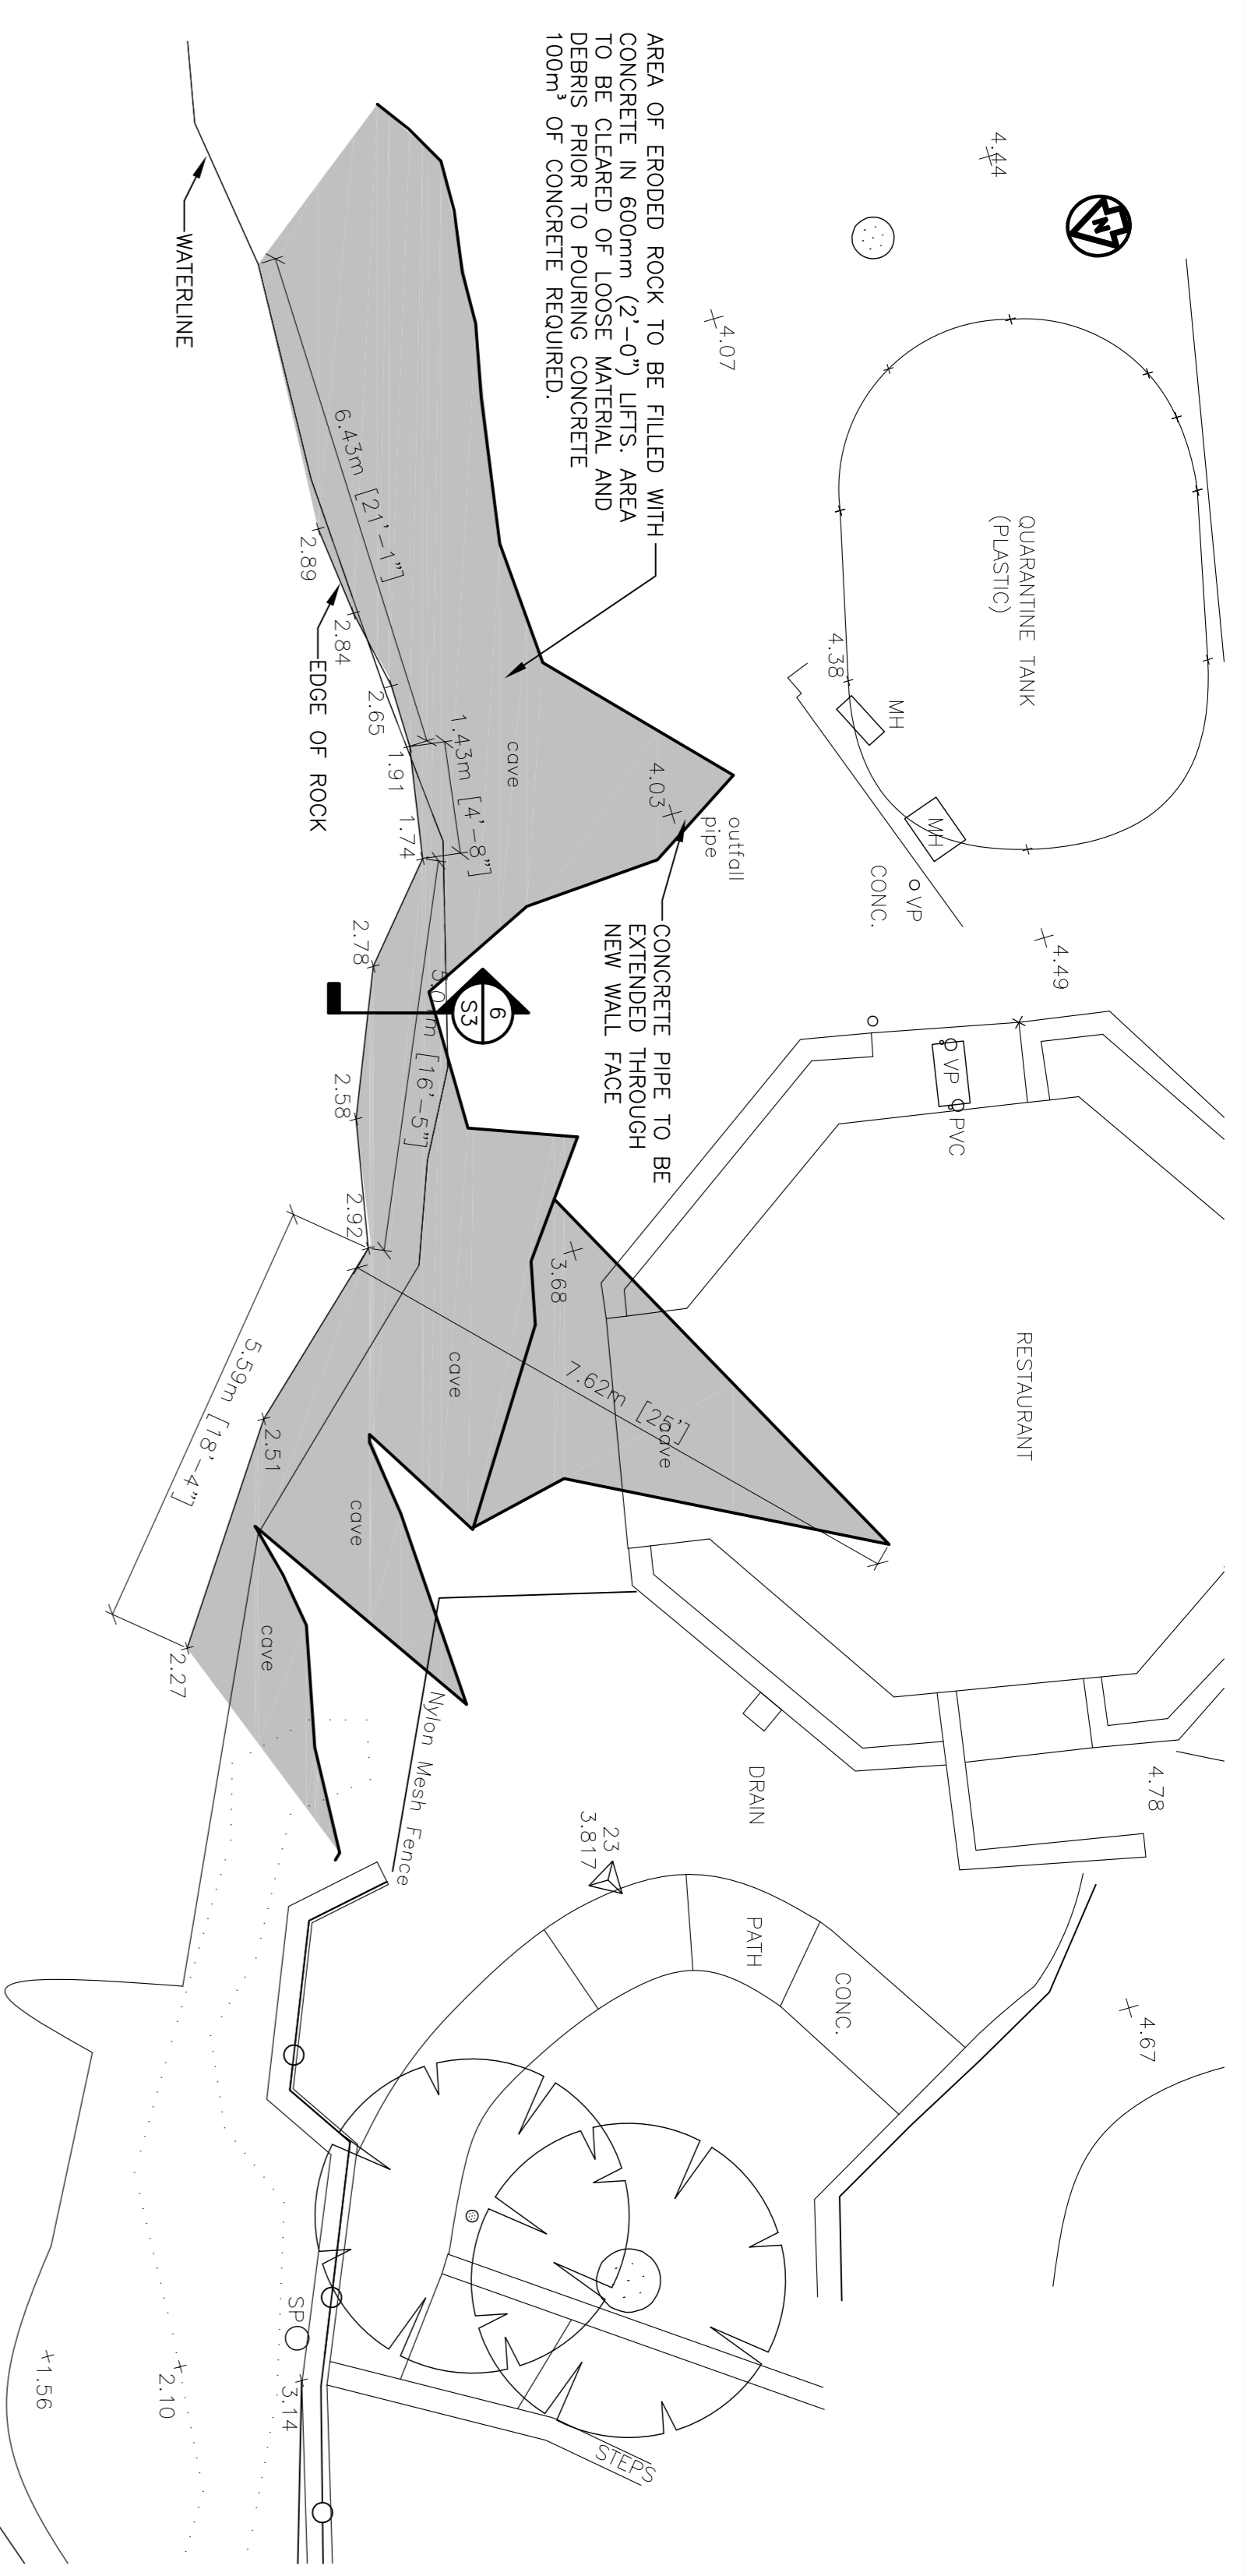 AREA OF ERODED ROCK TO BE FILLED WITH
CONCRETE IN 600mm (2'-0") LIFTS. AREA
TO BE CLEARED OF LOOSE MATERIAL AND
DEBRIS PRIOR TO POURING CONCRETE
100m³ OF CONCRETE REQUIRED.
4.44
N
4.07
QUARANTINE TANK
(PLASTIC)
4.38
MH
MH
VP
CONC.
4.49
VP
PVC
RESTAURANT
outfall
pipe
4.03
CONCRETE PIPE TO BE
EXTENDED THROUGH
NEW WALL FACE
WATERLINE
6.43m [21'-1"]
2.89
2.84
2.65
1.91
1.74
EDGE OF ROCK
1.43m [4'-8"]
cave
2.78
6
S3
[16'-5"]
2.58
2.92
3.68
cave
7.62m [25']
cave
5.59m [18'-4"]
2.51
cave
cave
2.27
Nylon Mesh Fence
DRAIN
4.78
23
3.817
PATH
CONC.
4.67
SP
3.14
2.10
1.56
STEPS